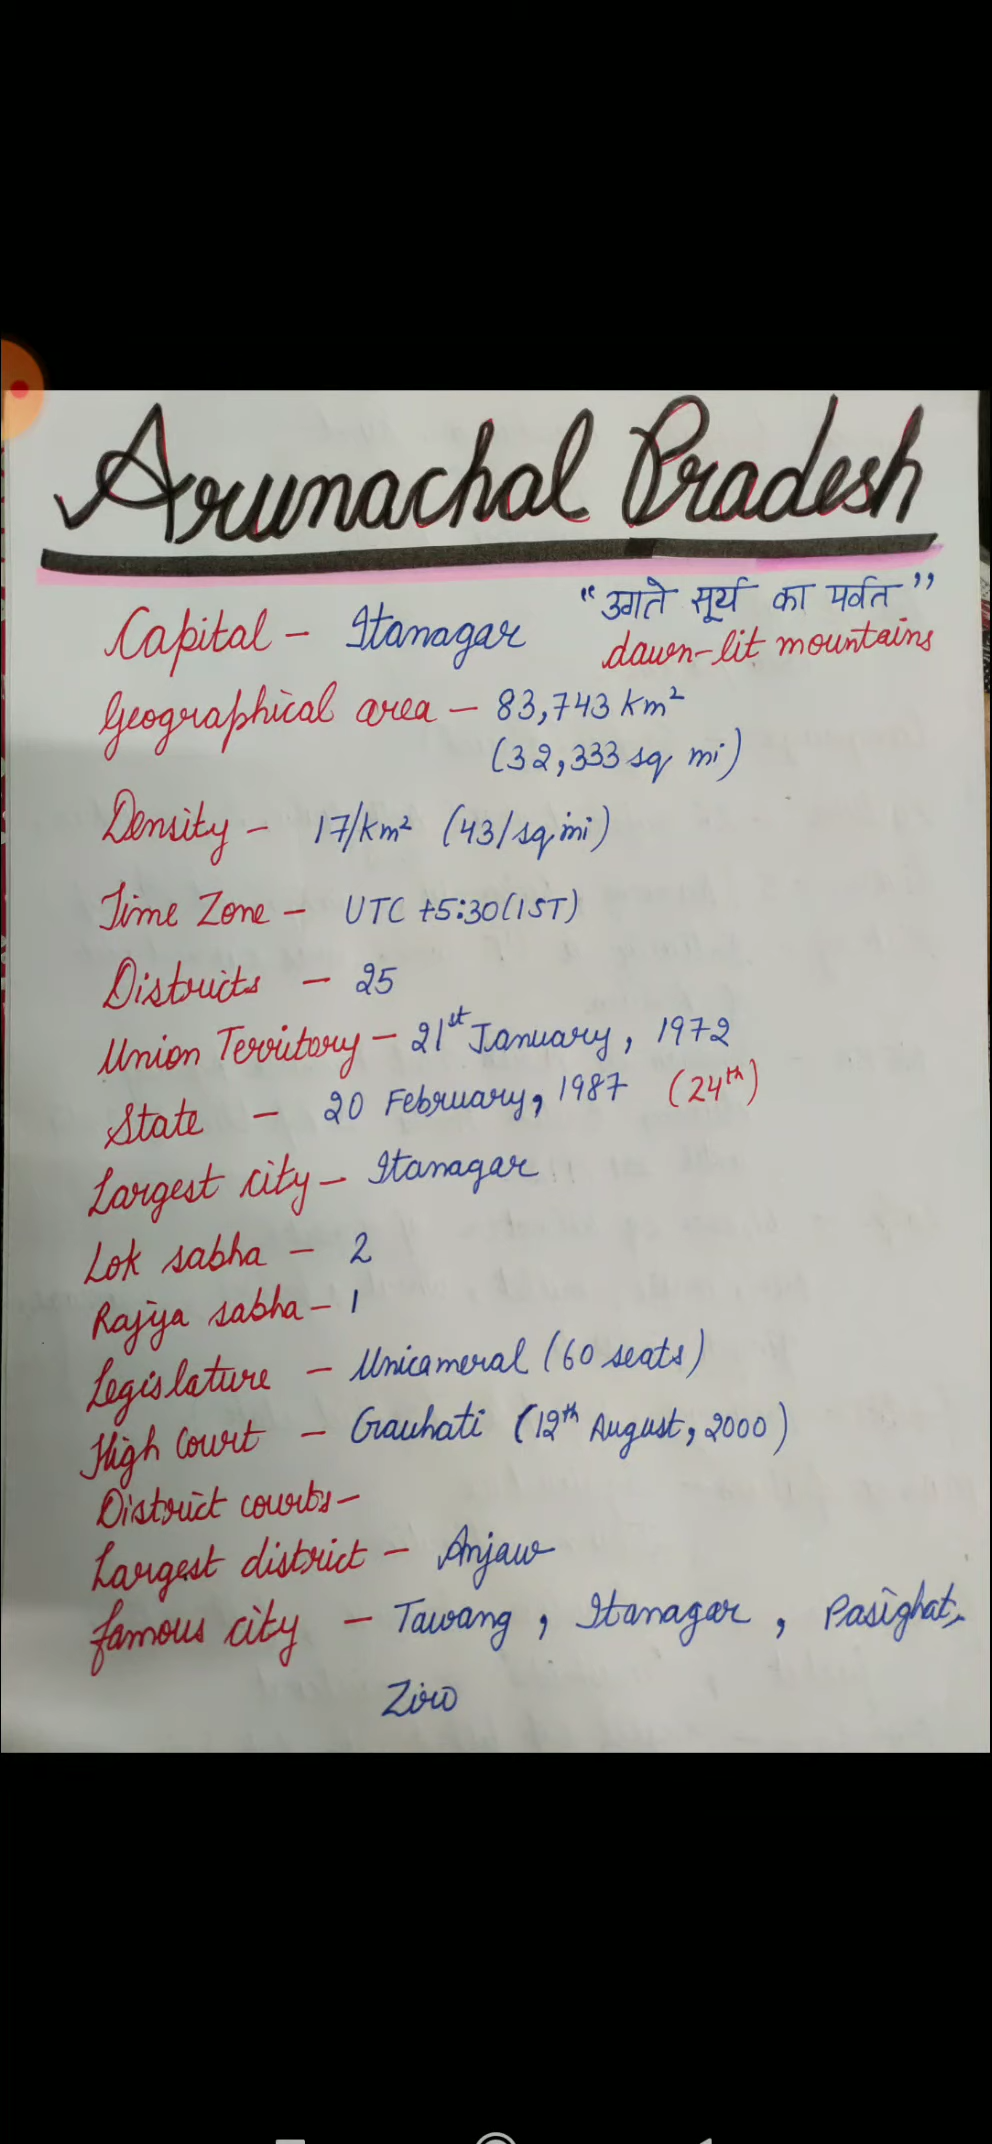 Arunachal Pradesh
"उगते सूर्य का पर्वत"
Capital - Itanagar dawn-lit mountains
Geographical area - 83,743 km²
(32,333 sq mi)
Density - 17/km² (43/sq mi)
Time Zone - UTC +5:30 (IST)
Districts - 25
Union Territory - 21st January, 1972
State - 20 February, 1987 (24th)
Largest city - Itanagar
Lok sabha - 2
Rajya sabha - 1
Legislature - Unicameral (60 seats)
High Court - Gauhati (12th August, 2000)
District courts -
Largest district - Anjaw
famous city - Tawang, Itanagar, Pasighat,
Ziro